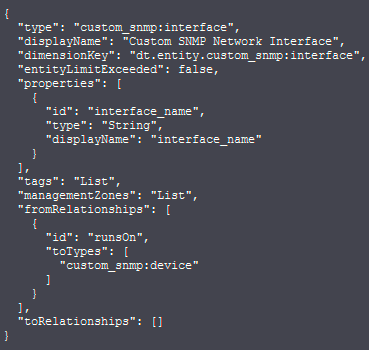 {
  "type": "custom_snmp:interface",
  "displayName": "Custom SNMP Network Interface",
  "dimensionKey": "dt.entity.custom_snmp:interface",
  "entityLimitExceeded": false,
  "properties": [
    {
      "id": "interface_name",
      "type": "String",
      "displayName": "interface_name"
    }
  ],
  "tags": "List",
  "managementZones": "List",
  "fromRelationships": [
    {
      "id": "runsOn",
      "toTypes": [
        "custom_snmp:device"
      ]
    }
  ],
  "toRelationships": []
}